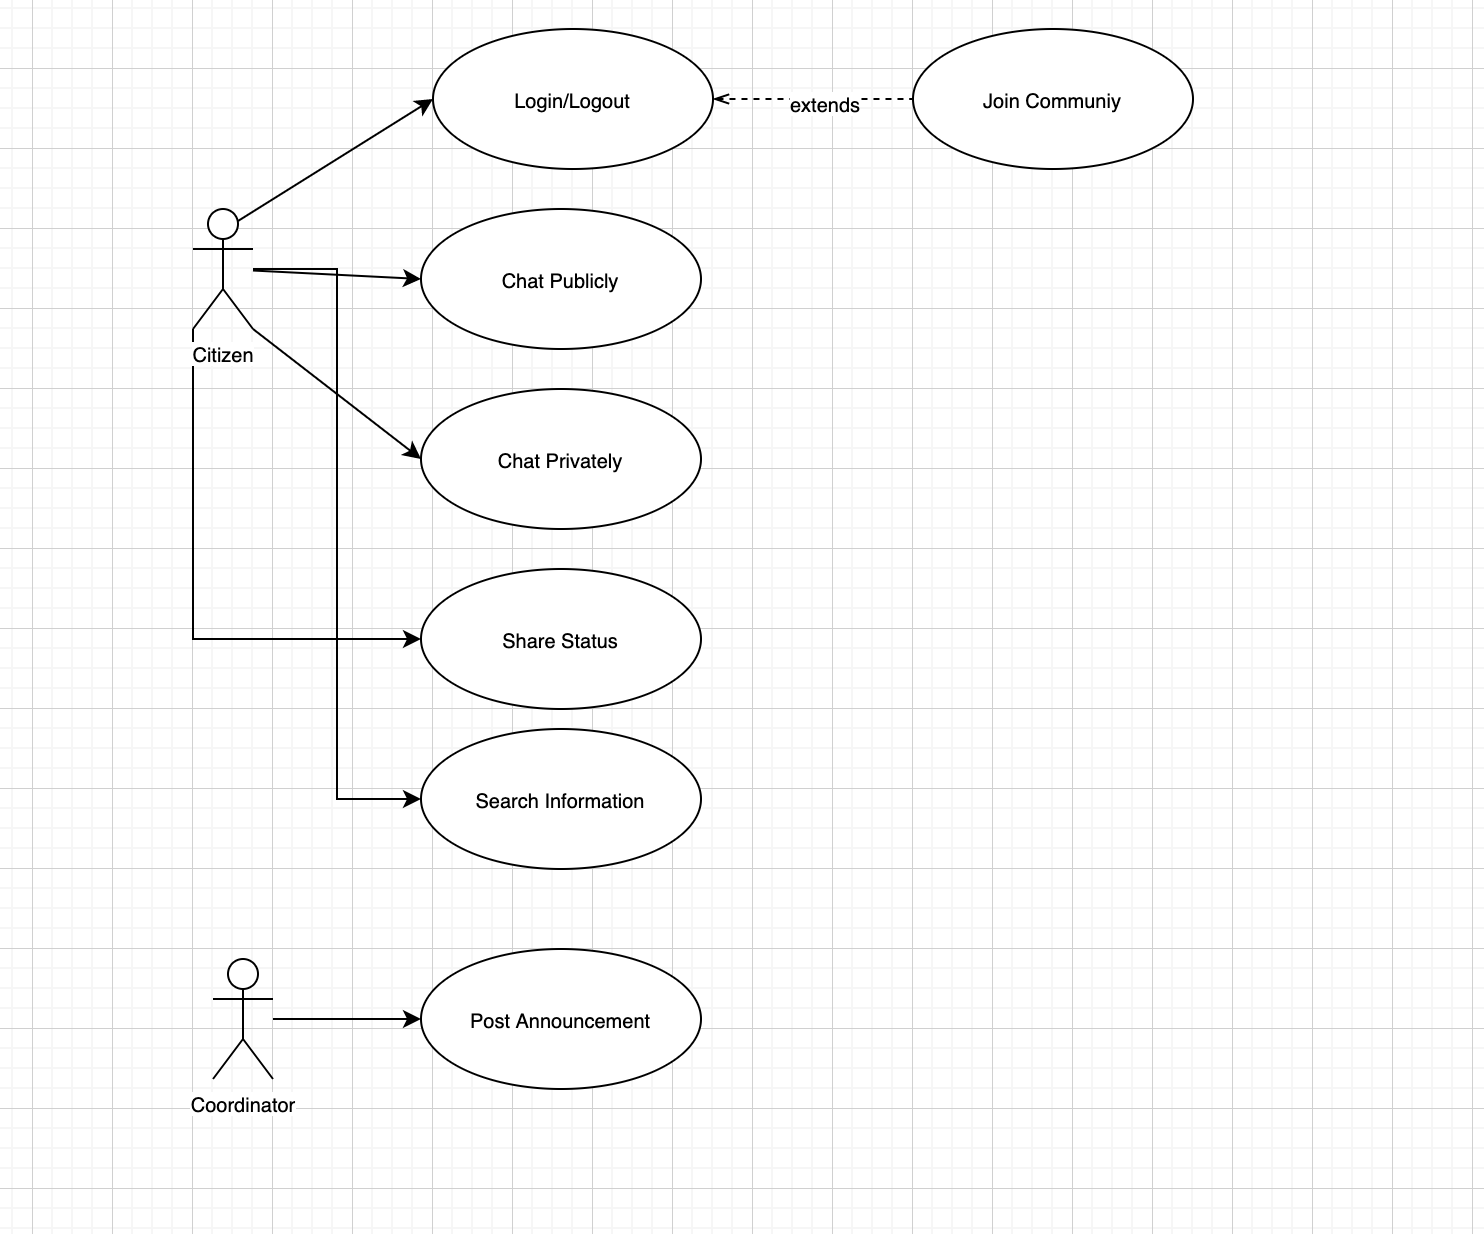 Login/Logout
extends
Join Communiy
Chat Publicly
Citizen
Chat Privately
Share Status
Search Information
Post Announcement
Coordinator